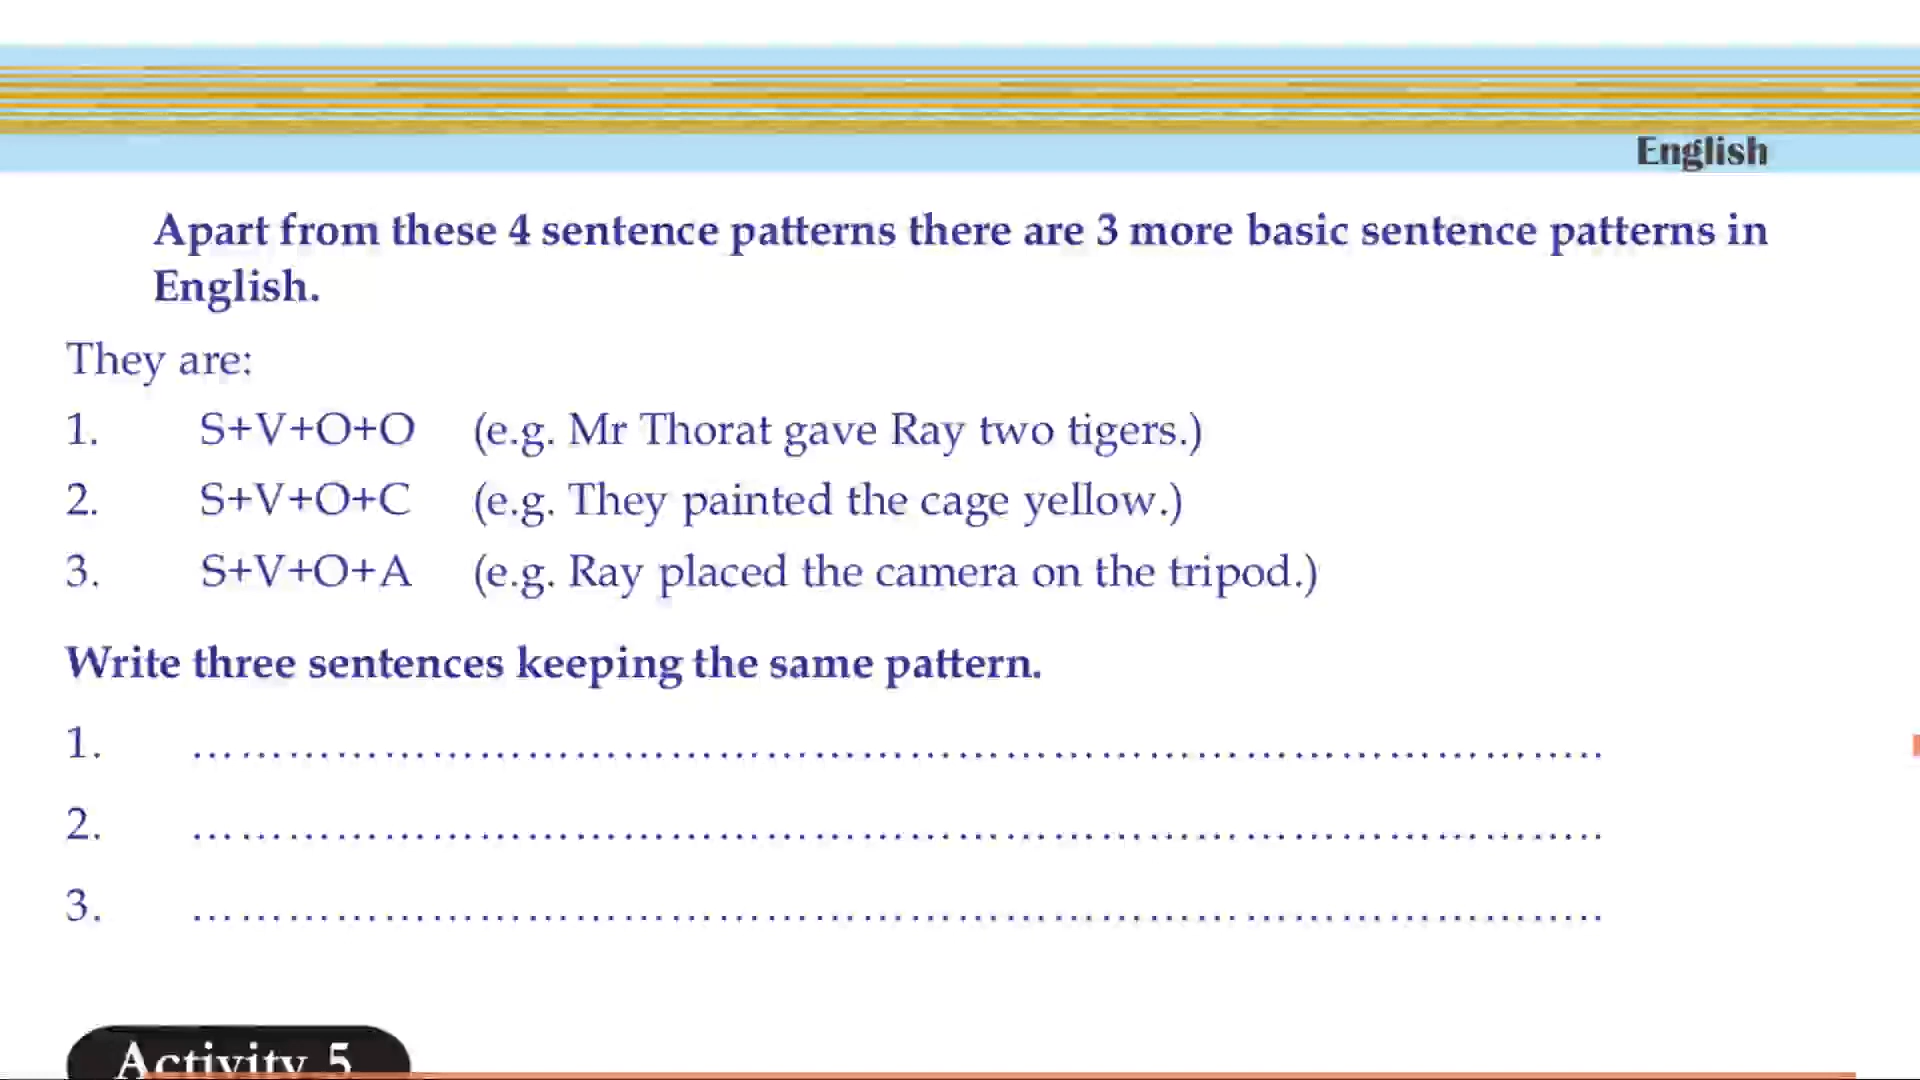 English
Apart from these 4 sentence patterns there are 3 more basic sentence patterns in
English.
They are:
1. S+V+O+O (e.g. Mr Thorat gave Ray two tigers.)
2. S+V+O+C (e.g. They painted the cage yellow.)
3. S+V+O+A (e.g. Ray placed the camera on the tripod.)
Write three sentences keeping the same pattern.
1. ………………………………………………………………………………
2. ………………………………………………………………………………
3. ………………………………………………………………………………
Activity 5